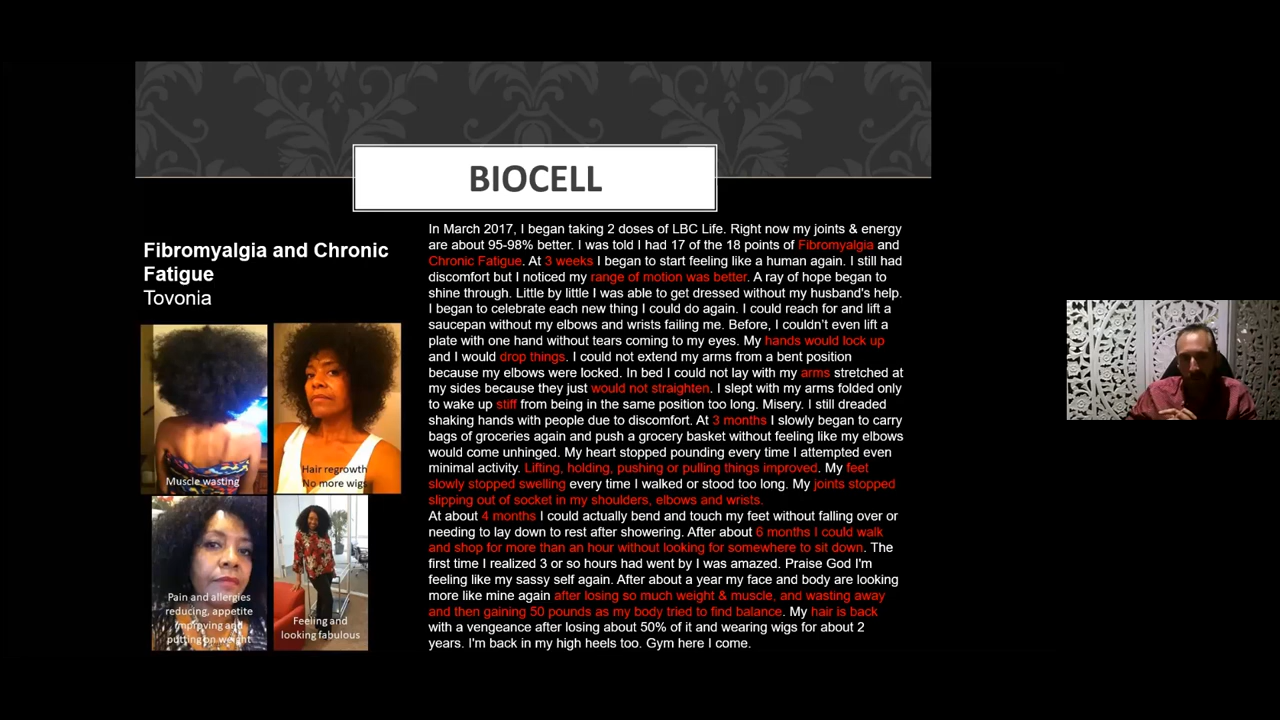 BIOCELL
Fibromyalgia and Chronic
Fatigue
Tovonia
Muscle wasting
Hair regrowth
No more wigs
Pain and allergies
reducing, appetite
improving and
putting on weight
Feeling and
looking fabulous
In March 2017, I began taking 2 doses of LBC Life. Right now my joints & energy
are about 95-98% better. I was told I had 17 of the 18 points of Fibromyalgia and
Chronic Fatigue. At 3 weeks I began to start feeling like a human again. I still had
discomfort but I noticed my range of motion was better. A ray of hope began to
shine through. Little by little I was able to get dressed without my husband's help.
I began to celebrate each new thing I could do again. I could reach for and lift a
saucepan without my elbows and wrists failing me. Before, I couldn't even lift a
plate with one hand without tears coming to my eyes. My hands would lock up
and I would drop things. I could not extend my arms from a bent position
because my elbows were locked. In bed I could not lay with my arms stretched at
my sides because they just would not straighten. I slept with my arms folded only
to wake up stiff from being in the same position too long. Misery. I still dreaded
shaking hands with people due to discomfort. At 3 months I slowly began to carry
bags of groceries again and push a grocery basket without feeling like my elbows
would come unhinged. My heart stopped pounding every time I attempted even
minimal activity. Lifting, holding, pushing or pulling things improved. My feet
slowly stopped swelling every time I walked or stood too long. My joints stopped
slipping out of socket in my shoulders, elbows and wrists.
At about 4 months I could actually bend and touch my feet without falling over or
needing to lay down to rest after showering. After about 6 months I could walk
and shop for more than an hour without looking for somewhere to sit down. The
first time I realized 3 or so hours had went by I was amazed. Praise God I'm
feeling like my sassy self again. After about a year my face and body are looking
more like mine again after losing so much weight & muscle, and wasting away
and then gaining 50 pounds as my body tried to find balance. My hair is back
with a vengeance after losing about 50% of it and wearing wigs for about 2
years. I'm back in my high heels too. Gym here I come.